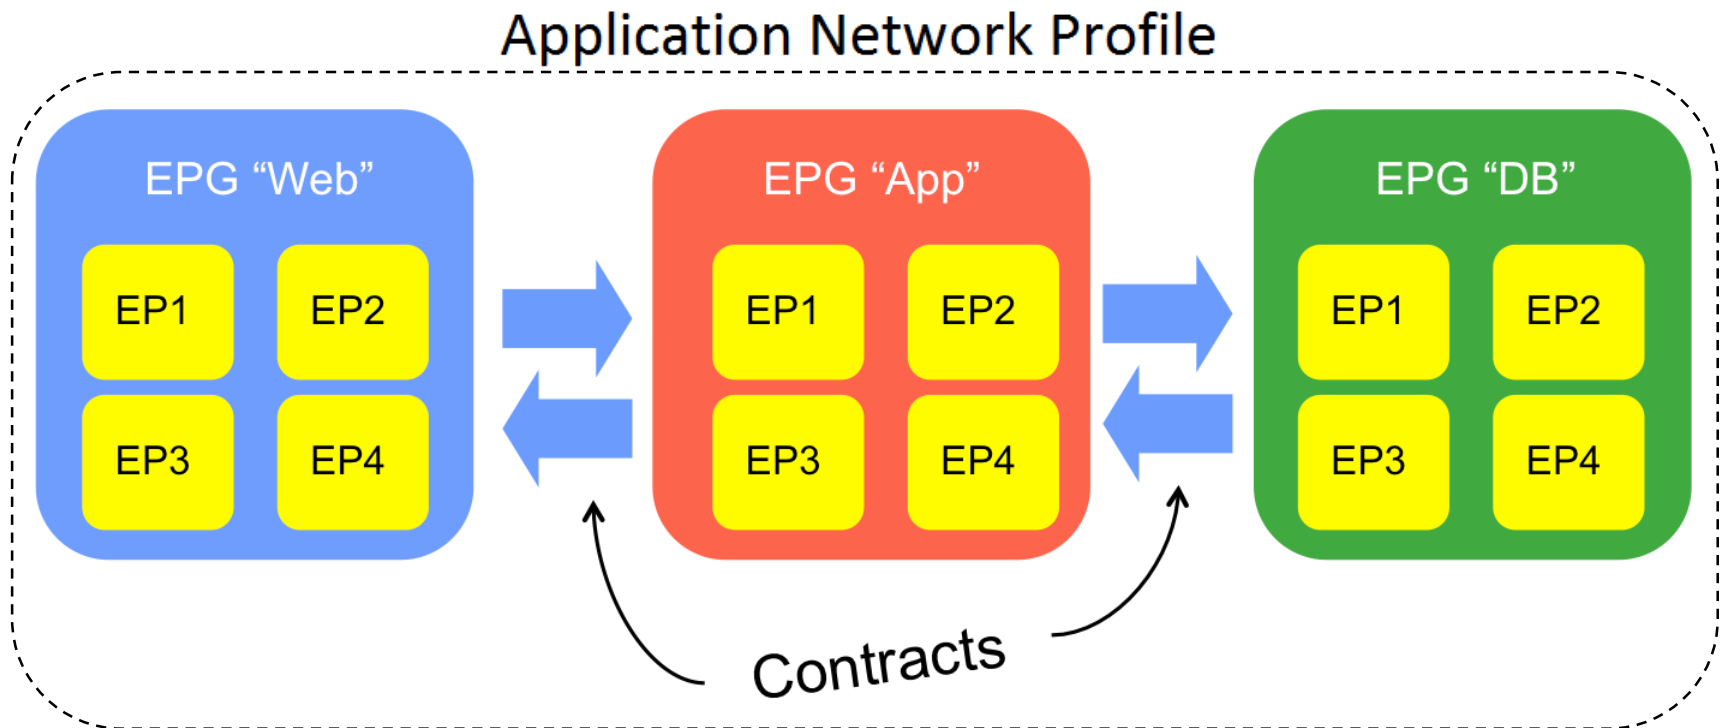 Application Network Profile
EPG “Web”
EP1 EP2
EP3 EP4
EPG “App”
EP1 EP2
EP3 EP4
EPG “DB”
EP1 EP2
EP3 EP4
Contracts